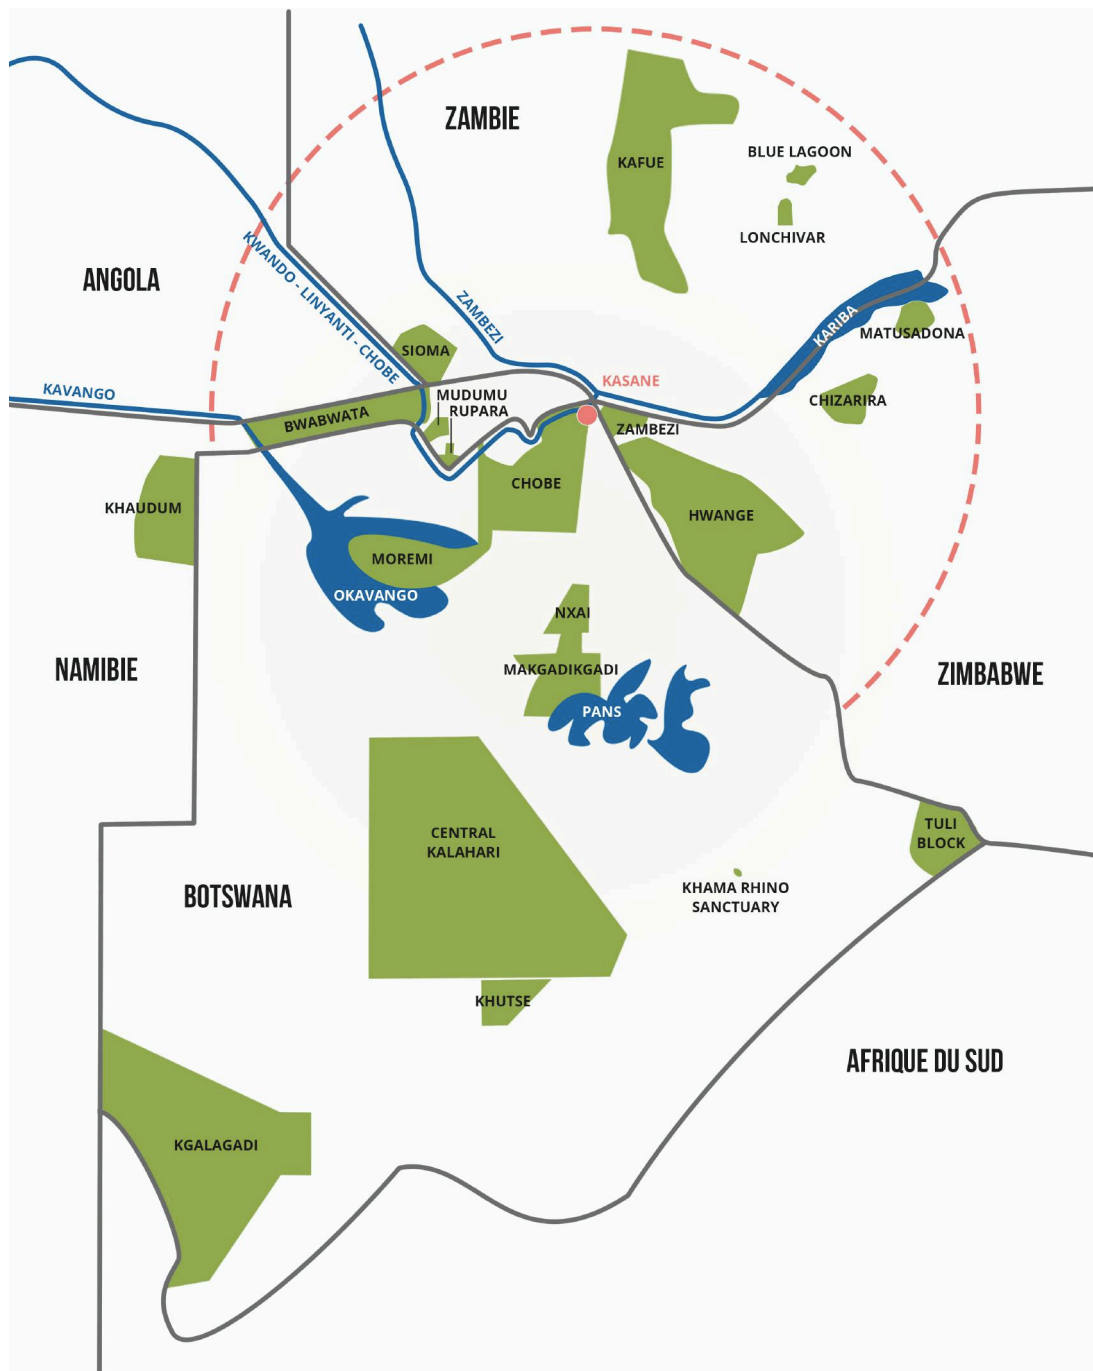 ZAMBIE
BLUE LAGOON
KAFUE
LONCHIVAR
ANGOLA
KWANDO - LINYANTI - CHOBE
ZAMBEZI
KARIBA
MATUSADONA
SIOMA
KASANE
KAVANGO
MUDUMU
RUPARA
CHIZARIRA
BWABWATA
ZAMBEZI
CHOBE
KHAUDUM
HWANGE
MOREMI
OKAVANGO
NXAI
NAMIBIE
MAKGADIKGADI
ZIMBABWE
PANS
CENTRAL
KALAHARI
TULI
BLOCK
BOTSWANA
KHAMA RHINO
SANCTUARY
KHUTSE
AFRIQUE DU SUD
KGALAGADI